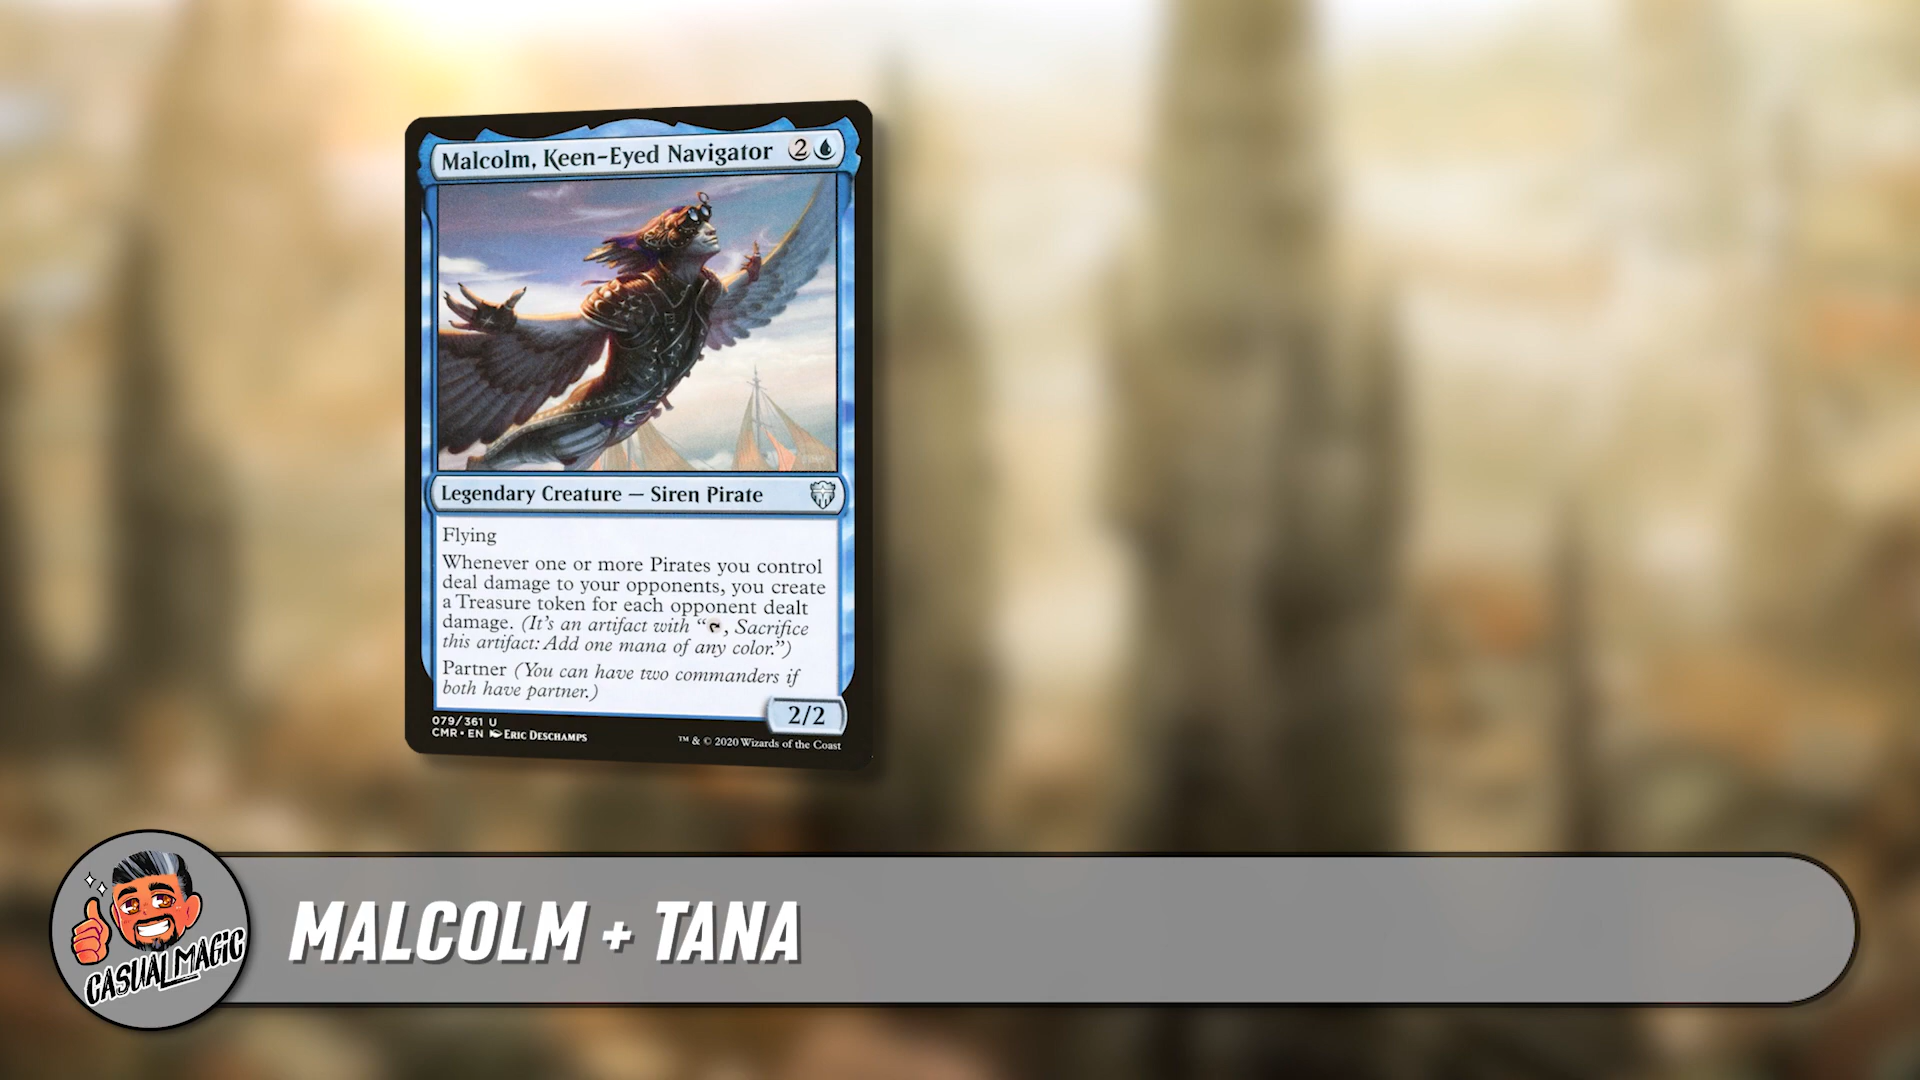 Malcolm, Keen-Eyed Navigator 2
Legendary Creature — Siren Pirate
Flying
Whenever one or more Pirates you control
deal damage to your opponents, you create
a Treasure token for each opponent dealt
damage. (It's an artifact with “, Sacrifice
this artifact: Add one mana of any color.”)
Partner (You can have two commanders if
both have partner.)
2/2
079/361 U
CMR • EN Eric Deschamps
™ & © 2020 Wizards of the Coast
CASUAL MAGIC
MALCOLM + TANA